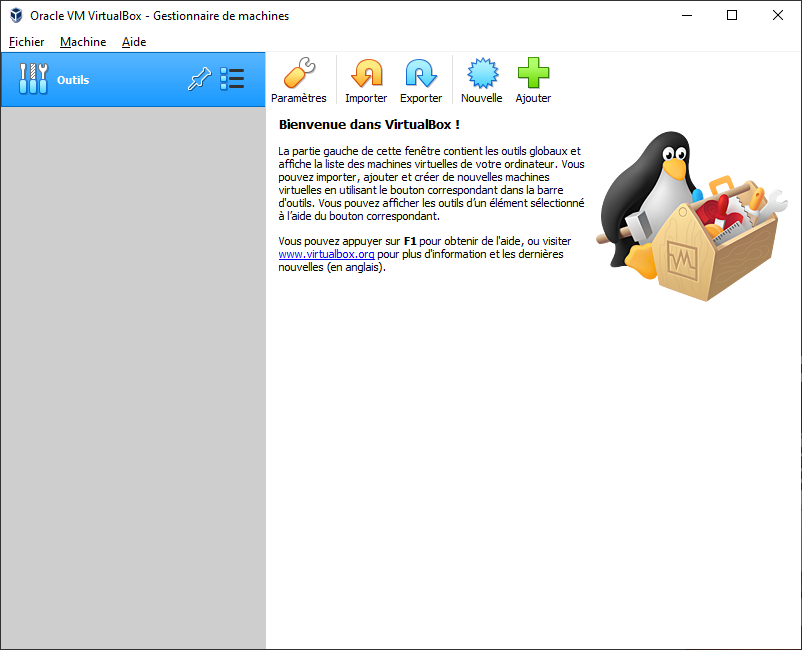 Oracle VM VirtualBox - Gestionnaire de machines
Fichier Machine Aide
Outils
Paramètres Importer Exporter Nouvelle Ajouter
Bienvenue dans VirtualBox !
La partie gauche de cette fenêtre contient les outils globaux et
affiche la liste des machines virtuelles de votre ordinateur. Vous
pouvez importer, ajouter et créer de nouvelles machines
virtuelles en utilisant le bouton correspondant dans la barre
d'outils. Vous pouvez afficher les outils d’un élément sélectionné
à l’aide du bouton correspondant.
Vous pouvez appuyer sur F1 pour obtenir de l'aide, ou visiter
www.virtualbox.org pour plus d'information et les dernières
nouvelles (en anglais).